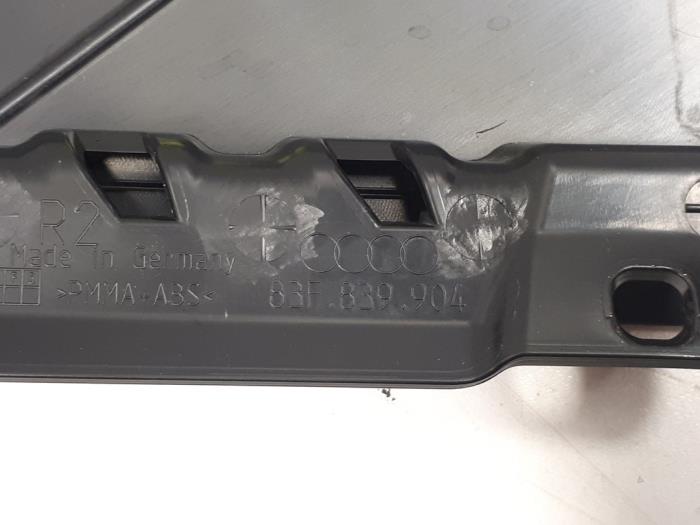 R2
Made in Germany
>PMMA+ABS<
83F.839.904